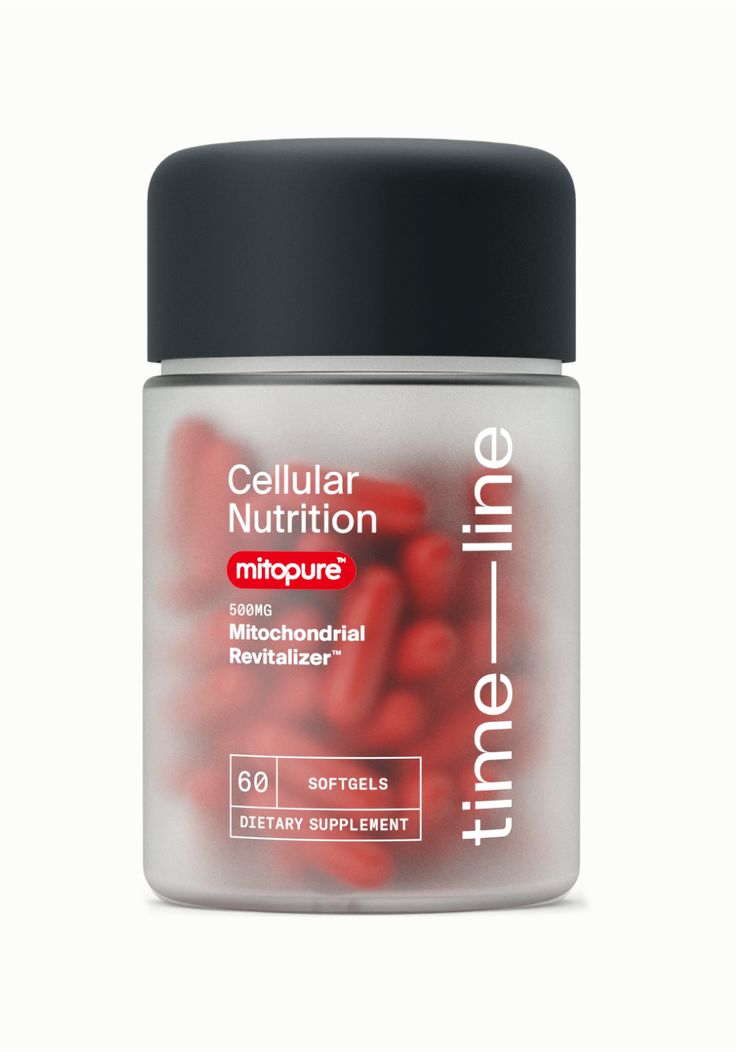 Cellular
Nutrition
mitopure™
500MG
Mitochondrial
Revitalizer™
60 SOFTGELS
DIETARY SUPPLEMENT
time—line